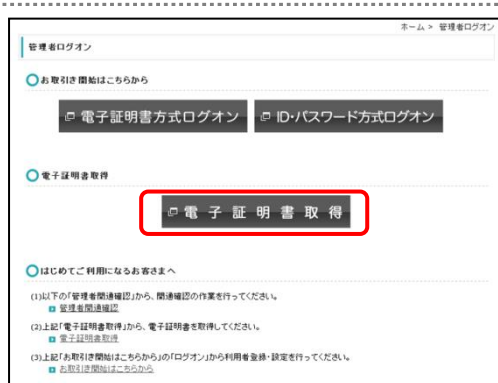 ホーム > 管理者ログオン
管理者ログオン
お取引き開始はこちらから
電子証明書方式ログオン
ID・パスワード方式ログオン
電子証明書取得
電子証明書取得
はじめてご利用になるお客さまへ
(1)以下の「管理者開通確認」から、開通確認の作業を行ってください。
管理者開通確認
(2)上記「電子証明書取得」から、電子証明書を取得してください。
電子証明書取得
(3)上記「お取引き開始はこちらから」の「ログオン」から利用者登録・設定を行ってください。
お取引き開始はこちらから